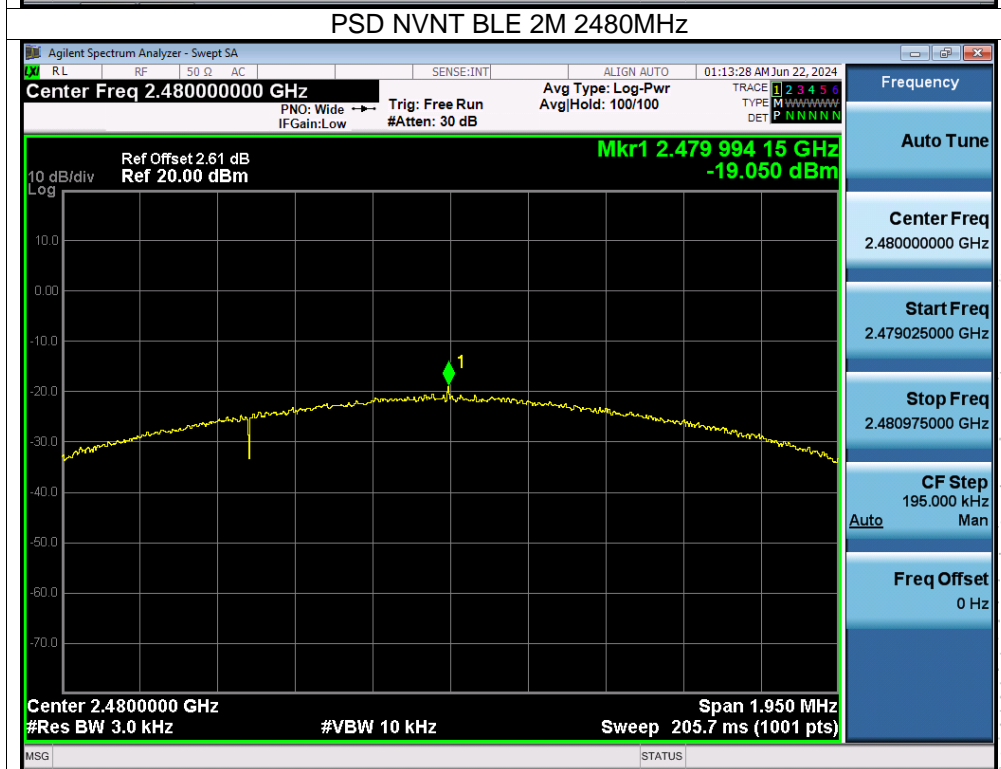 PSD NVNT BLE 2M 2480MHz
Agilent Spectrum Analyzer - Swept SA
LXI RL RF 50 Ω AC SENSE:INT ALIGN AUTO 01:13:28 AM Jun 22, 2024
Center Freq 2.480000000 GHz Avg Type: Log-Pwr TRACE 1 2 3 4 5 6
PNO: Wide Trig: Free Run Avg|Hold: 100/100 TYPE M WWWWW
IFGain:Low #Atten: 30 dB DET P N N N N N
Mkr1 2.479 994 15 GHz
-19.050 dBm
Ref Offset 2.61 dB
10 dB/div Ref 20.00 dBm
Log
10.0
0.00
-10.0
1
-20.0
-30.0
-40.0
-50.0
-60.0
-70.0
Center 2.4800000 GHz Span 1.950 MHz
#Res BW 3.0 kHz #VBW 10 kHz Sweep 205.7 ms (1001 pts)
MSG STATUS
Frequency
Auto Tune
Center Freq
2.480000000 GHz
Start Freq
2.479025000 GHz
Stop Freq
2.480975000 GHz
CF Step
195.000 kHz
Auto Man
Freq Offset
0 Hz